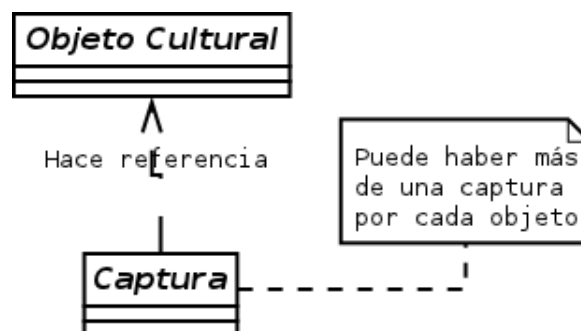 Objeto Cultural
Hace referencia
Puede haber más
de una captura
por cada objeto
Captura